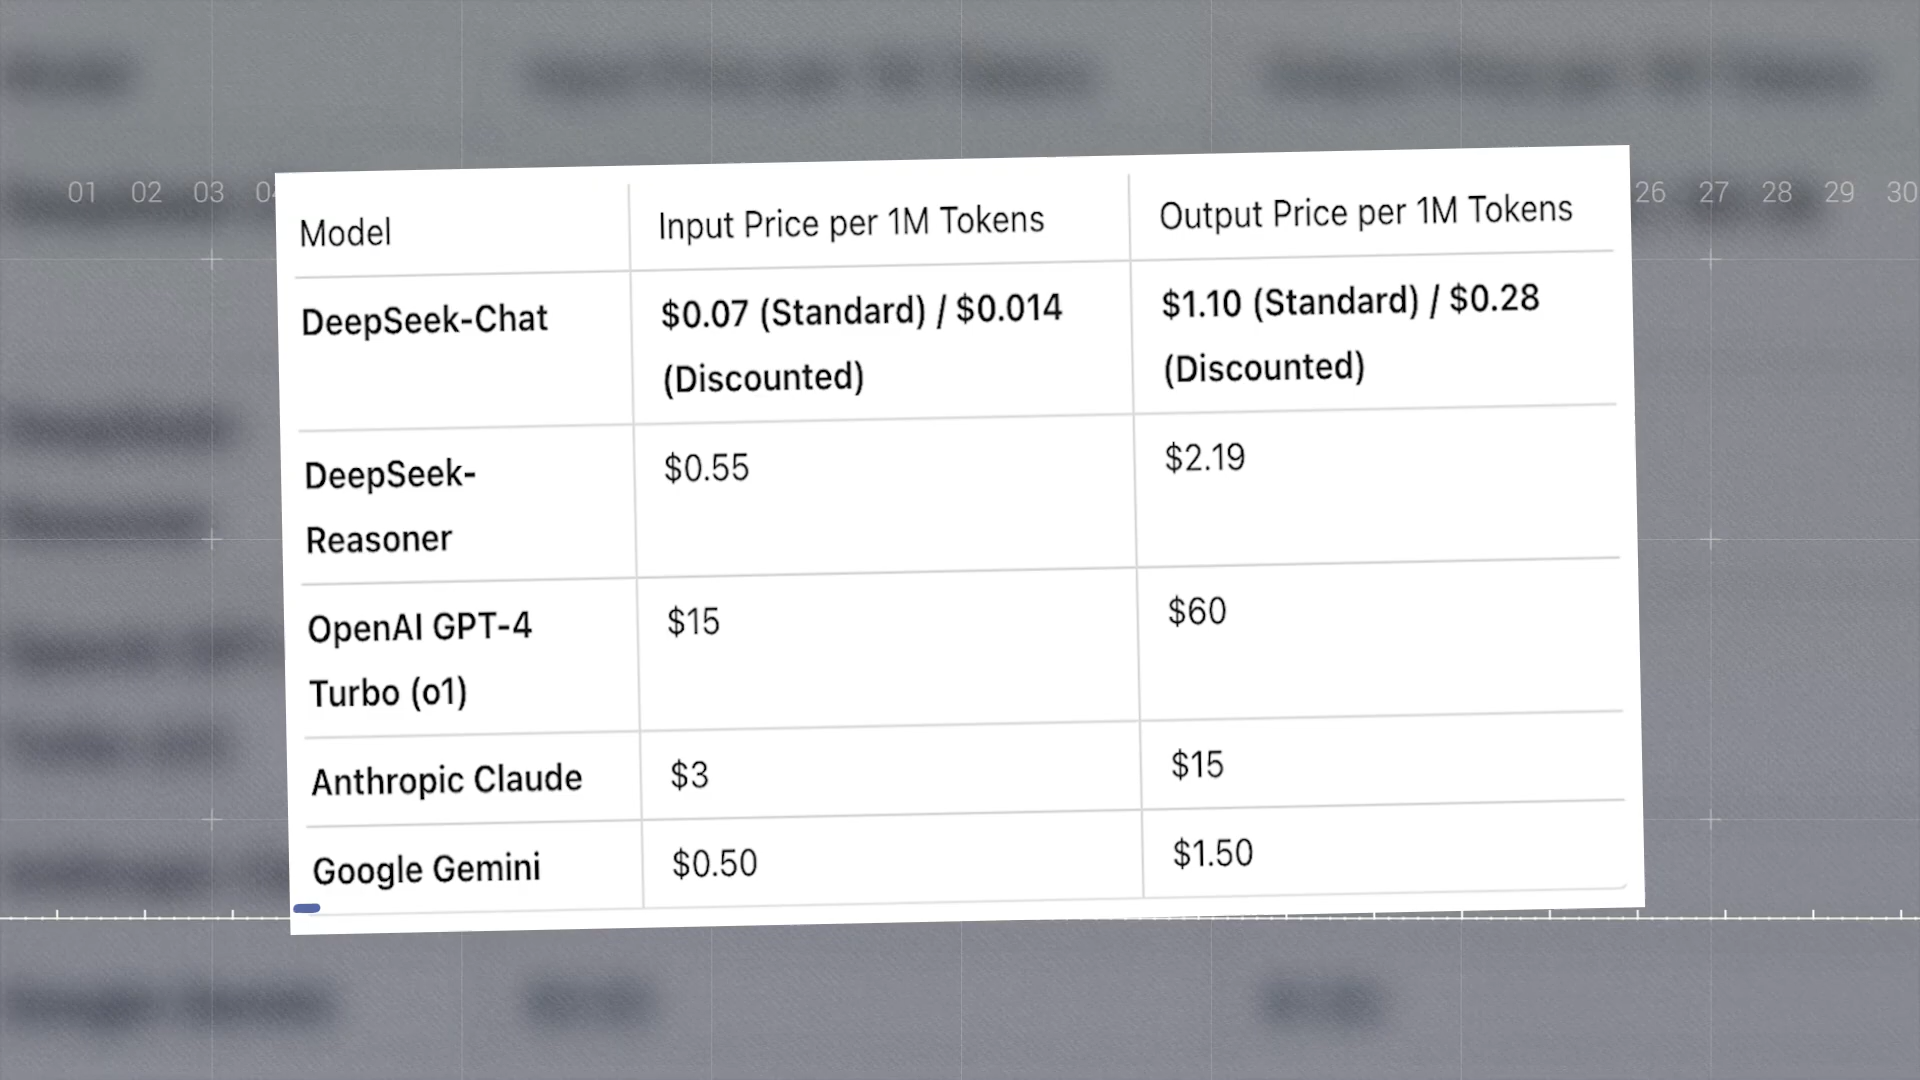 01 02 03
26 27 28 29 30
Model
Input Price per 1M Tokens
Output Price per 1M Tokens
DeepSeek-Chat
$0.07 (Standard) / $0.014
(Discounted)
$1.10 (Standard) / $0.28
(Discounted)
DeepSeek-
Reasoner
$0.55
$2.19
OpenAI GPT-4
Turbo (o1)
$15
$60
Anthropic Claude
$3
$15
Google Gemini
$0.50
$1.50